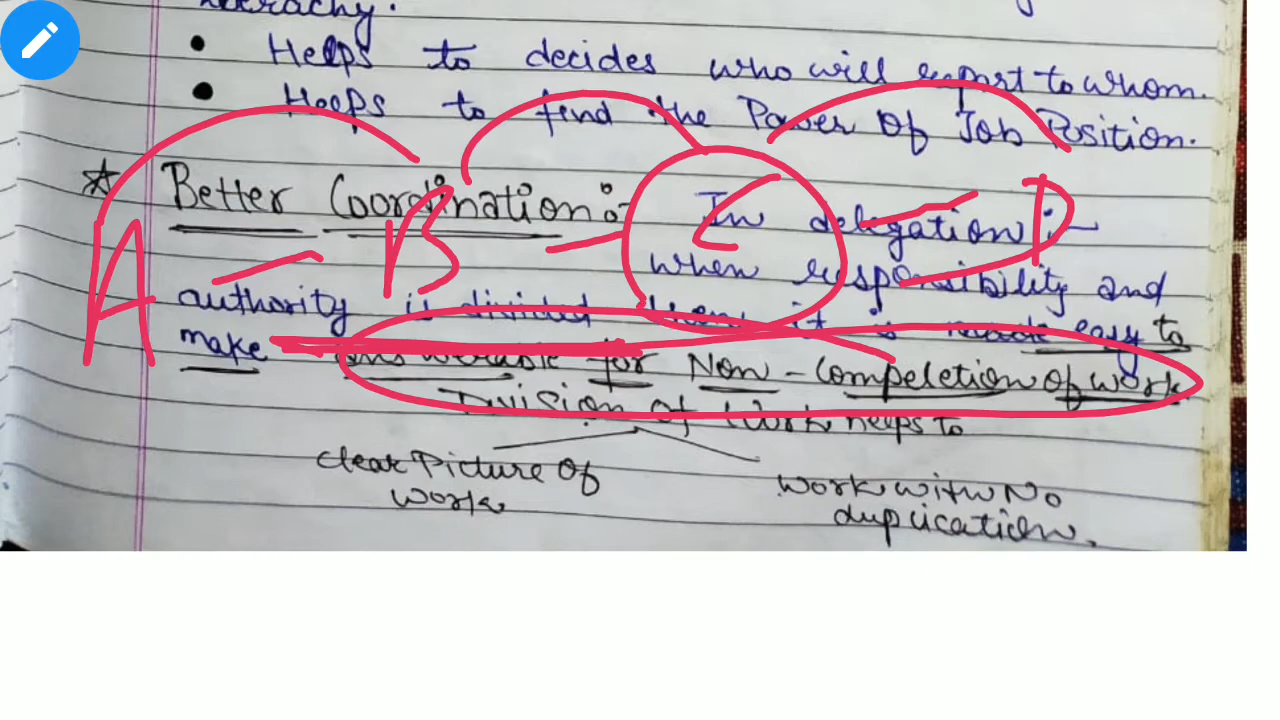 hierarchy.
• Helps to decides who will report to whom.
• Helps to find the Power Of Job Position.
☆ Better Coordination :- In delegation
when responsibility and
authority is divided then it is made easy to
make answerable for Non - Compeletion Of work
Division Of Work helps to
Clear Picture Of
Work
Work with No
duplication.
A - B - C - D